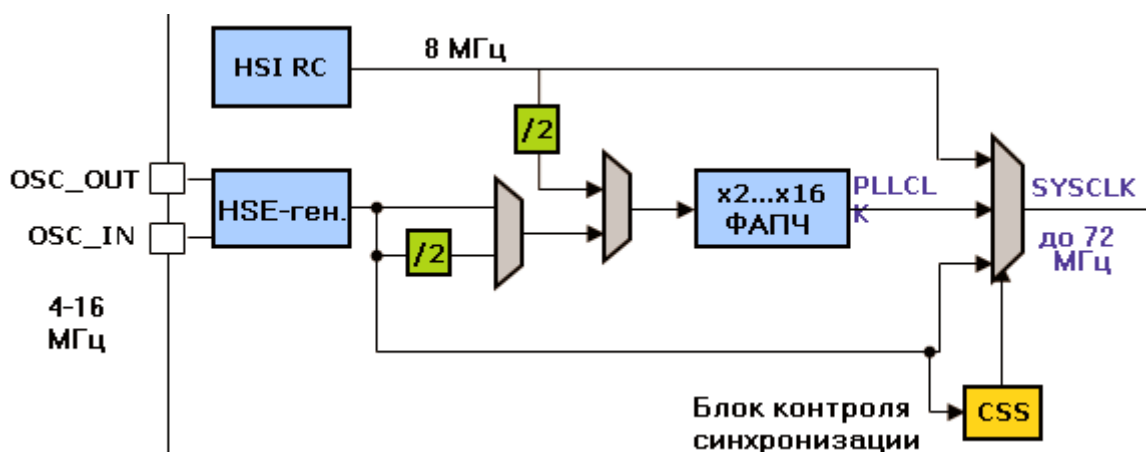 8 МГц
HSI RC
/2
OSC_OUT
OSC_IN
HSE-ген.
/2
x2...x16
ФАПЧ
PLLCL
K
SYSCLK
до 72
МГц
4-16
МГц
Блок контроля
синхронизации
CSS